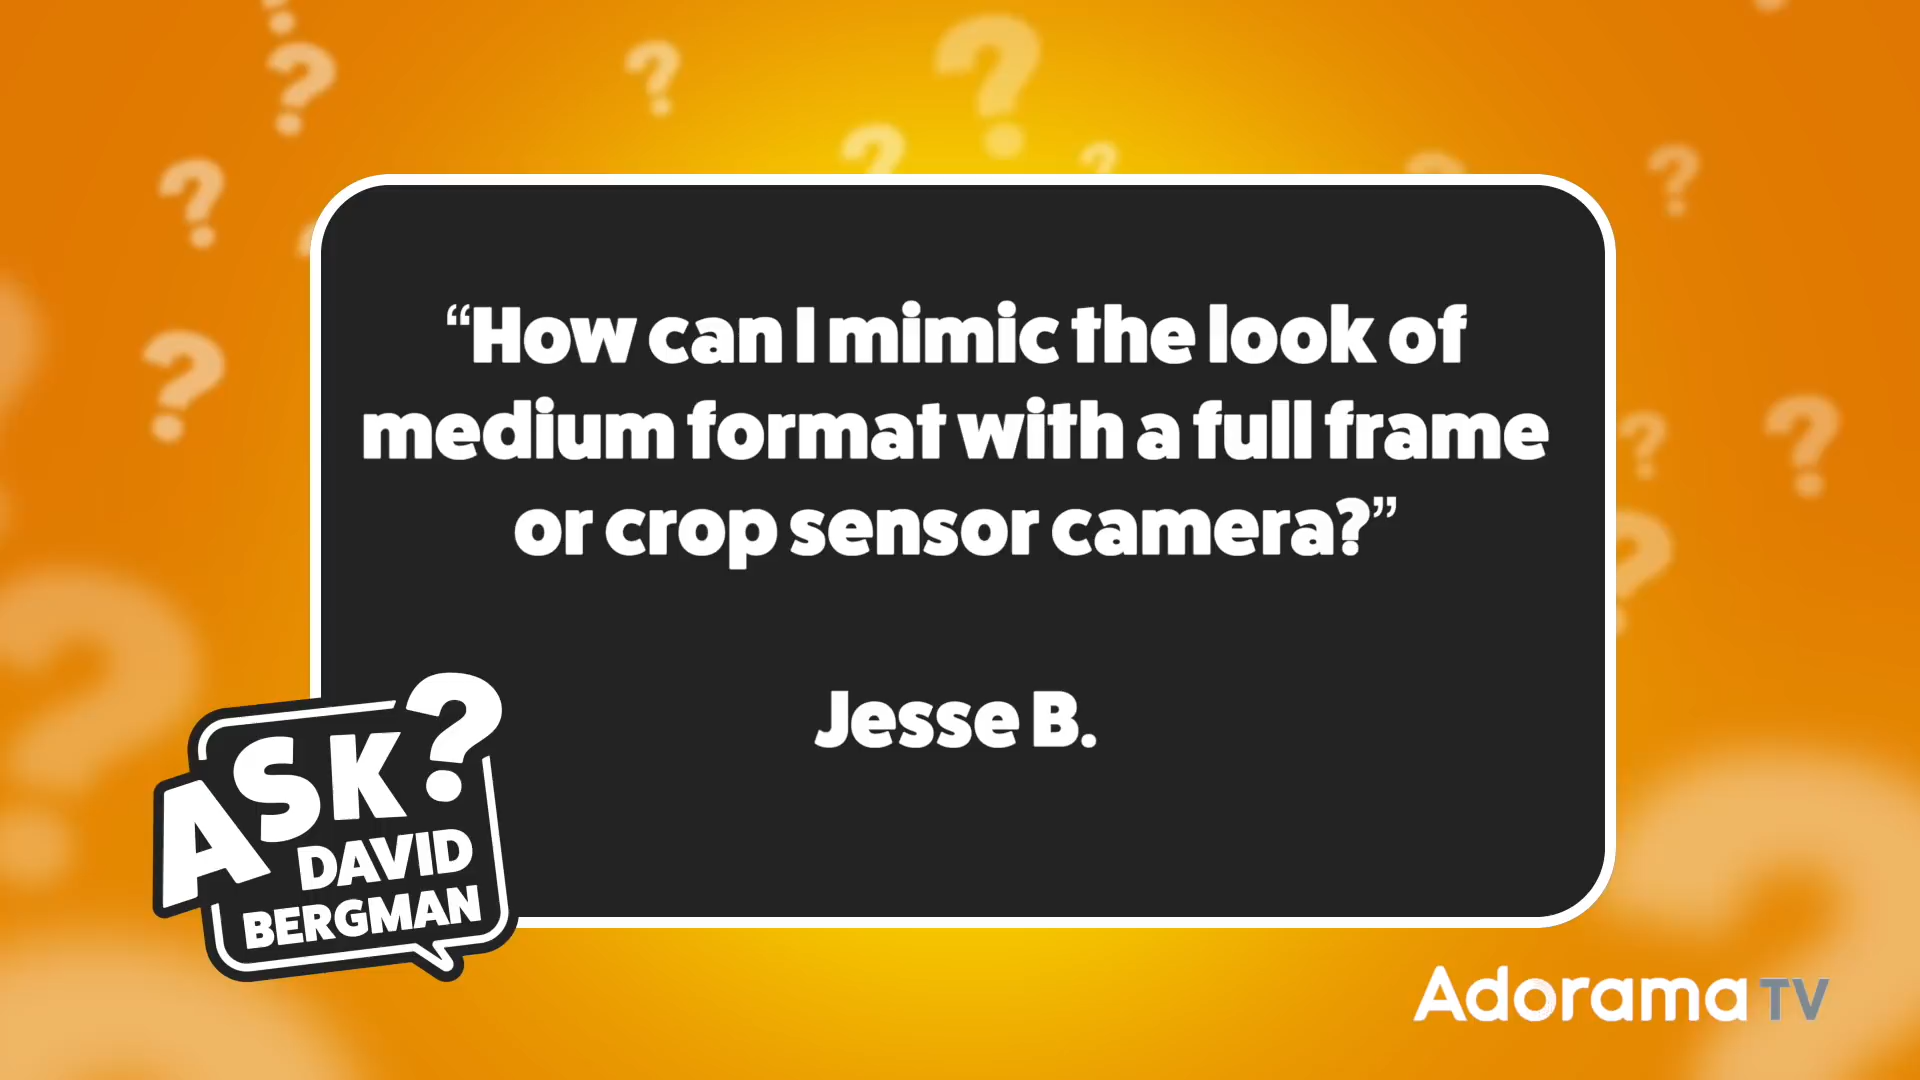 “How can I mimic the look of
medium format with a full frame
or crop sensor camera?”
Jesse B.
ASK?
DAVID
BERGMAN
Adorama TV